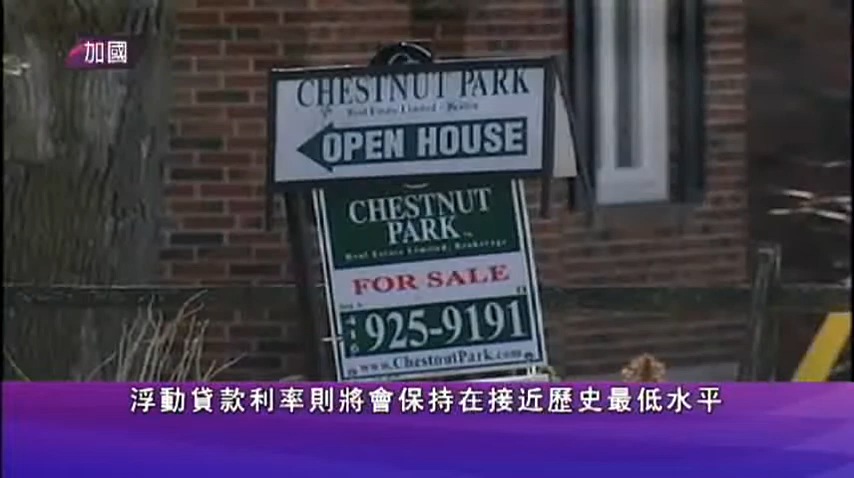 加國
CHESTNUT PARK
Real Estate Limited, Broker
OPEN HOUSE
CHESTNUT
PARK
Real Estate Limited, Brokerage
FOR SALE
416
925-9191
www.ChestnutPark.com
浮動貸款利率則將會保持在接近歷史最低水平